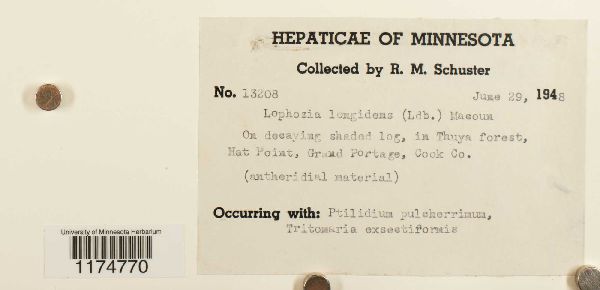 HEPATICAE OF MINNESOTA
Collected by R. M. Schuster
No. 13208 June 29, 1948
Lophozia longidens (Ldb.) Macoun
On decaying shaded log, in Thuya forest,
Hat Point, Grand Portage, Cook Co.
(antheridial material)
Occurring with: Ptilidium pulcherrimum,
Tritomaria exsectiformis
University of Minnesota Herbarium
1174770